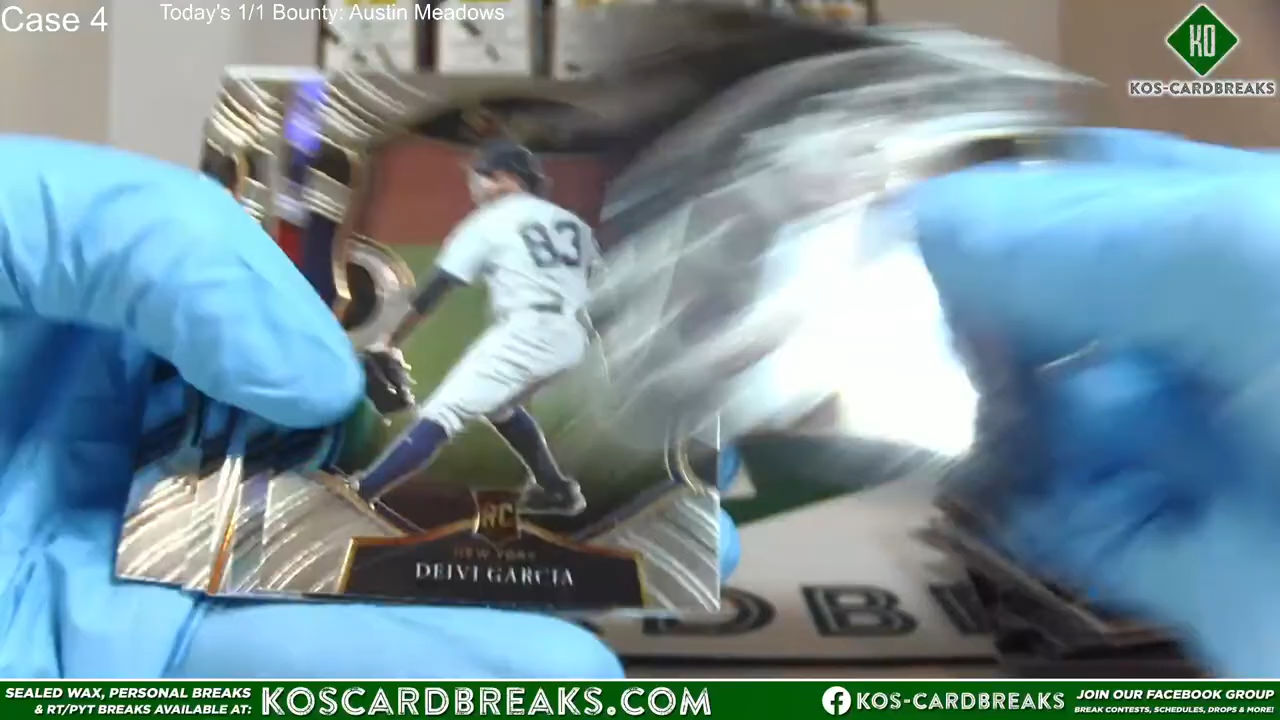 Case 4
Today's 1/1 Bounty: Austin Meadows
KO
KOS-CARDBREAKS
83
RC
NEW YORK
DEIVI GARCIA
RDBR
SEALED WAX, PERSONAL BREAKS
& RT/PYT BREAKS AVAILABLE AT:
KOSCARDBREAKS.COM
KOS-CARDBREAKS
JOIN OUR FACEBOOK GROUP
BREAK CONTESTS, SCHEDULES, DROPS & MORE!